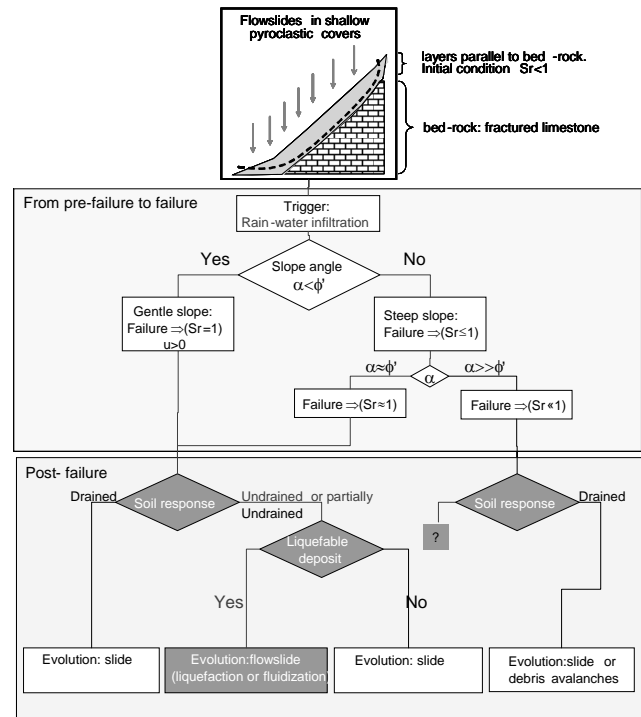 Flowslides in shallow
pyroclastic covers
layers parallel to bed -rock.
Initial condition Sr<1
bed-rock: fractured limestone
From pre-failure to failure
Trigger:
Rain-water infiltration
Yes
No
Slope angle
α<ϕ'
Gentle slope:
Failure ⇒(Sr=1)
u>0
Steep slope:
Failure ⇒(Sr≤1)
α≈ϕ'
α
α>>ϕ'
Failure ⇒(Sr≈1)
Failure ⇒(Sr«1)
Post- failure
Drained
Soil response
Undrained or partially
Undrained
Soil response
Drained
?
Liquefable
deposit
Yes
No
Evolution: slide
Evolution:flowslide
(liquefaction or fluidization)
Evolution: slide
Evolution:slide or
debris avalanches